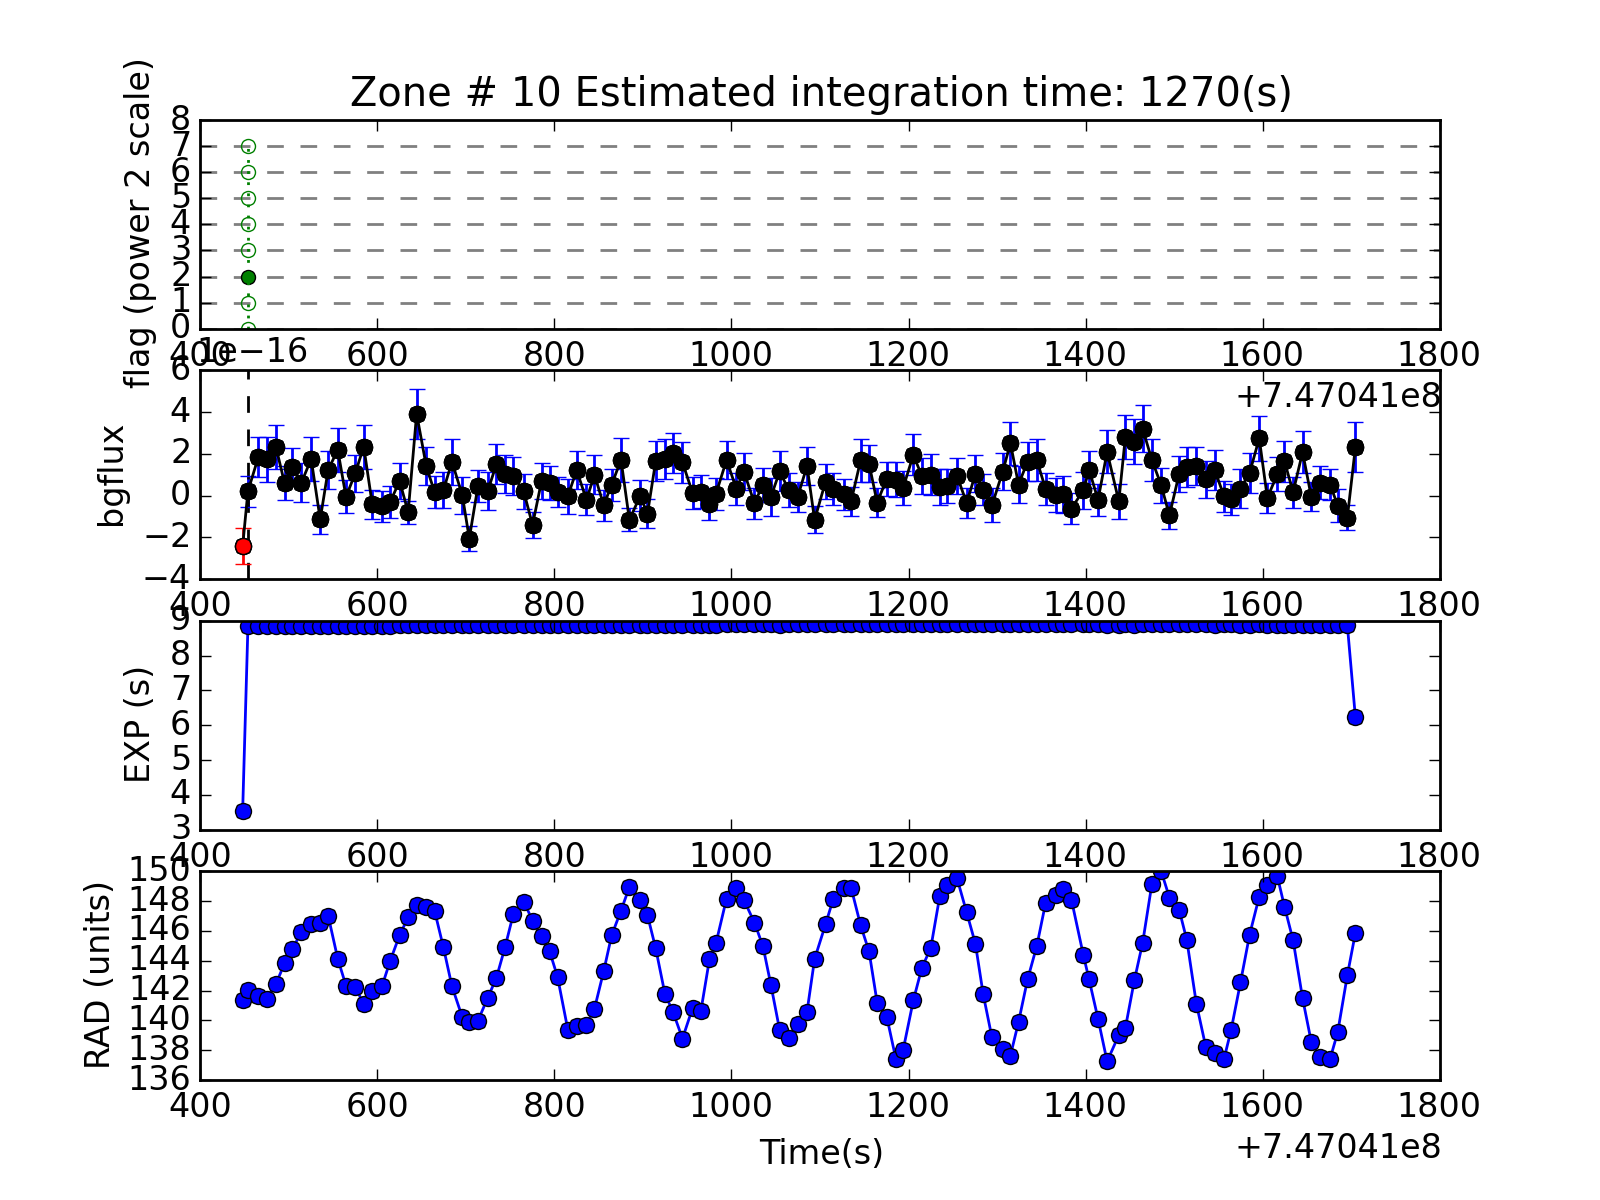 Zone # 10 Estimated integration time: 1270(s)
flag (power 2 scale)
8
7
6
5
4
3
2
1
0
400 600 800 1000 1200 1400 1600 1800
1e−16
+7.47041e8
bgflux
6
4
2
0
−2
−4
400 600 800 1000 1200 1400 1600 1800
EXP (s)
9
8
7
6
5
4
3
400 600 800 1000 1200 1400 1600 1800
RAD (units)
150
148
146
144
142
140
138
136
400 600 800 1000 1200 1400 1600 1800
Time(s)
+7.47041e8